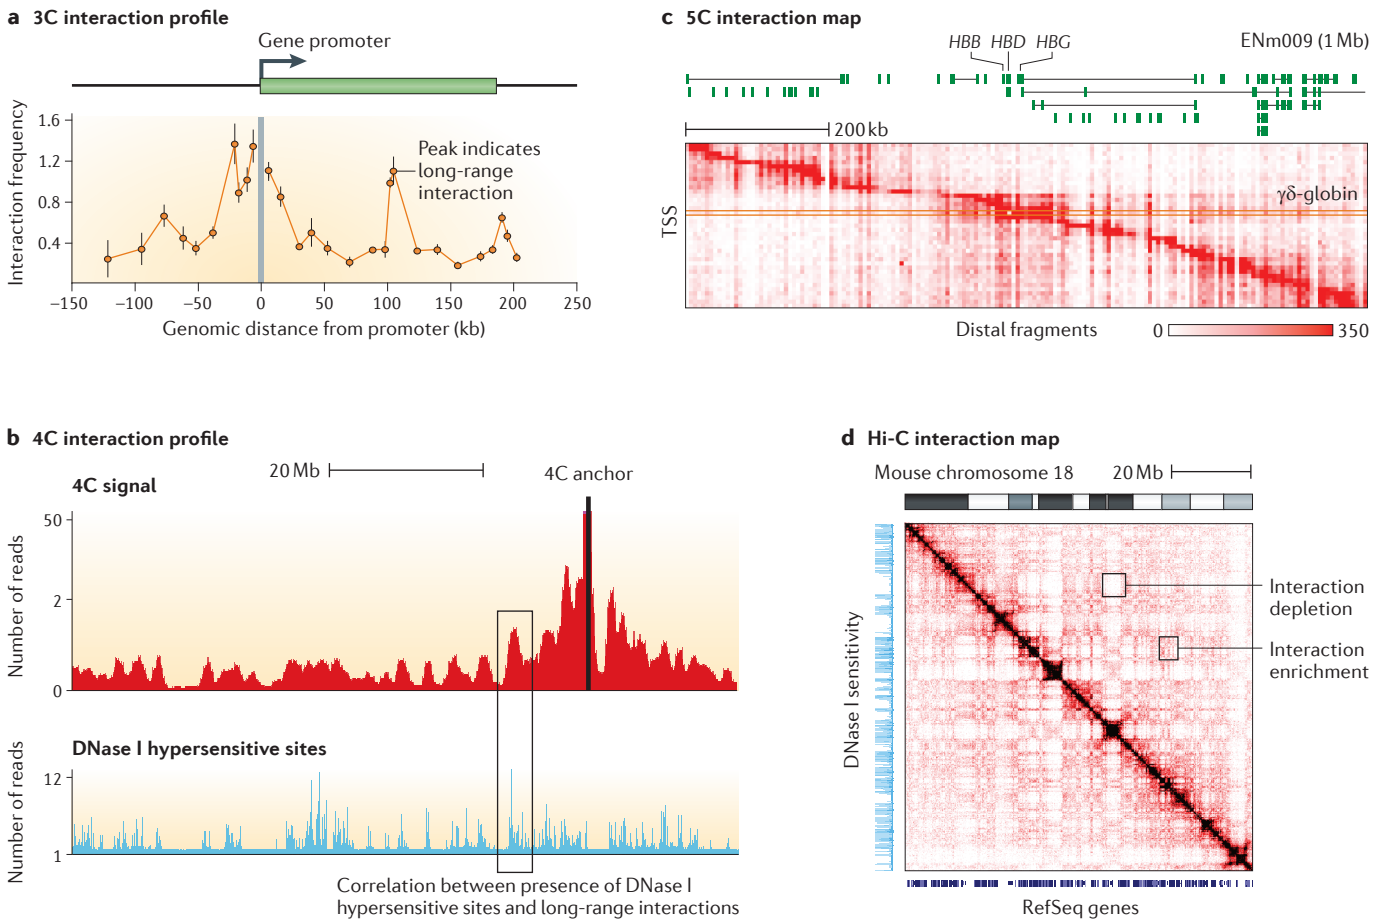 a 3C interaction profile
Gene promoter
Interaction frequency
1.6
1.2
0.8
0.4
Peak indicates
long-range
interaction
−150 −100 −50 0 50 100 150 200 250
Genomic distance from promoter (kb)
c 5C interaction map
HBB HBD HBG
ENm009 (1 Mb)
200 kb
TSS
γδ-globin
Distal fragments
0 350
b 4C interaction profile
20 Mb
4C anchor
4C signal
Number of reads
50
2
0
DNase I hypersensitive sites
Number of reads
12
1
Correlation between presence of DNase I
hypersensitive sites and long-range interactions
d Hi-C interaction map
Mouse chromosome 18
20 Mb
DNase I sensitivity
Interaction
depletion
Interaction
enrichment
RefSeq genes